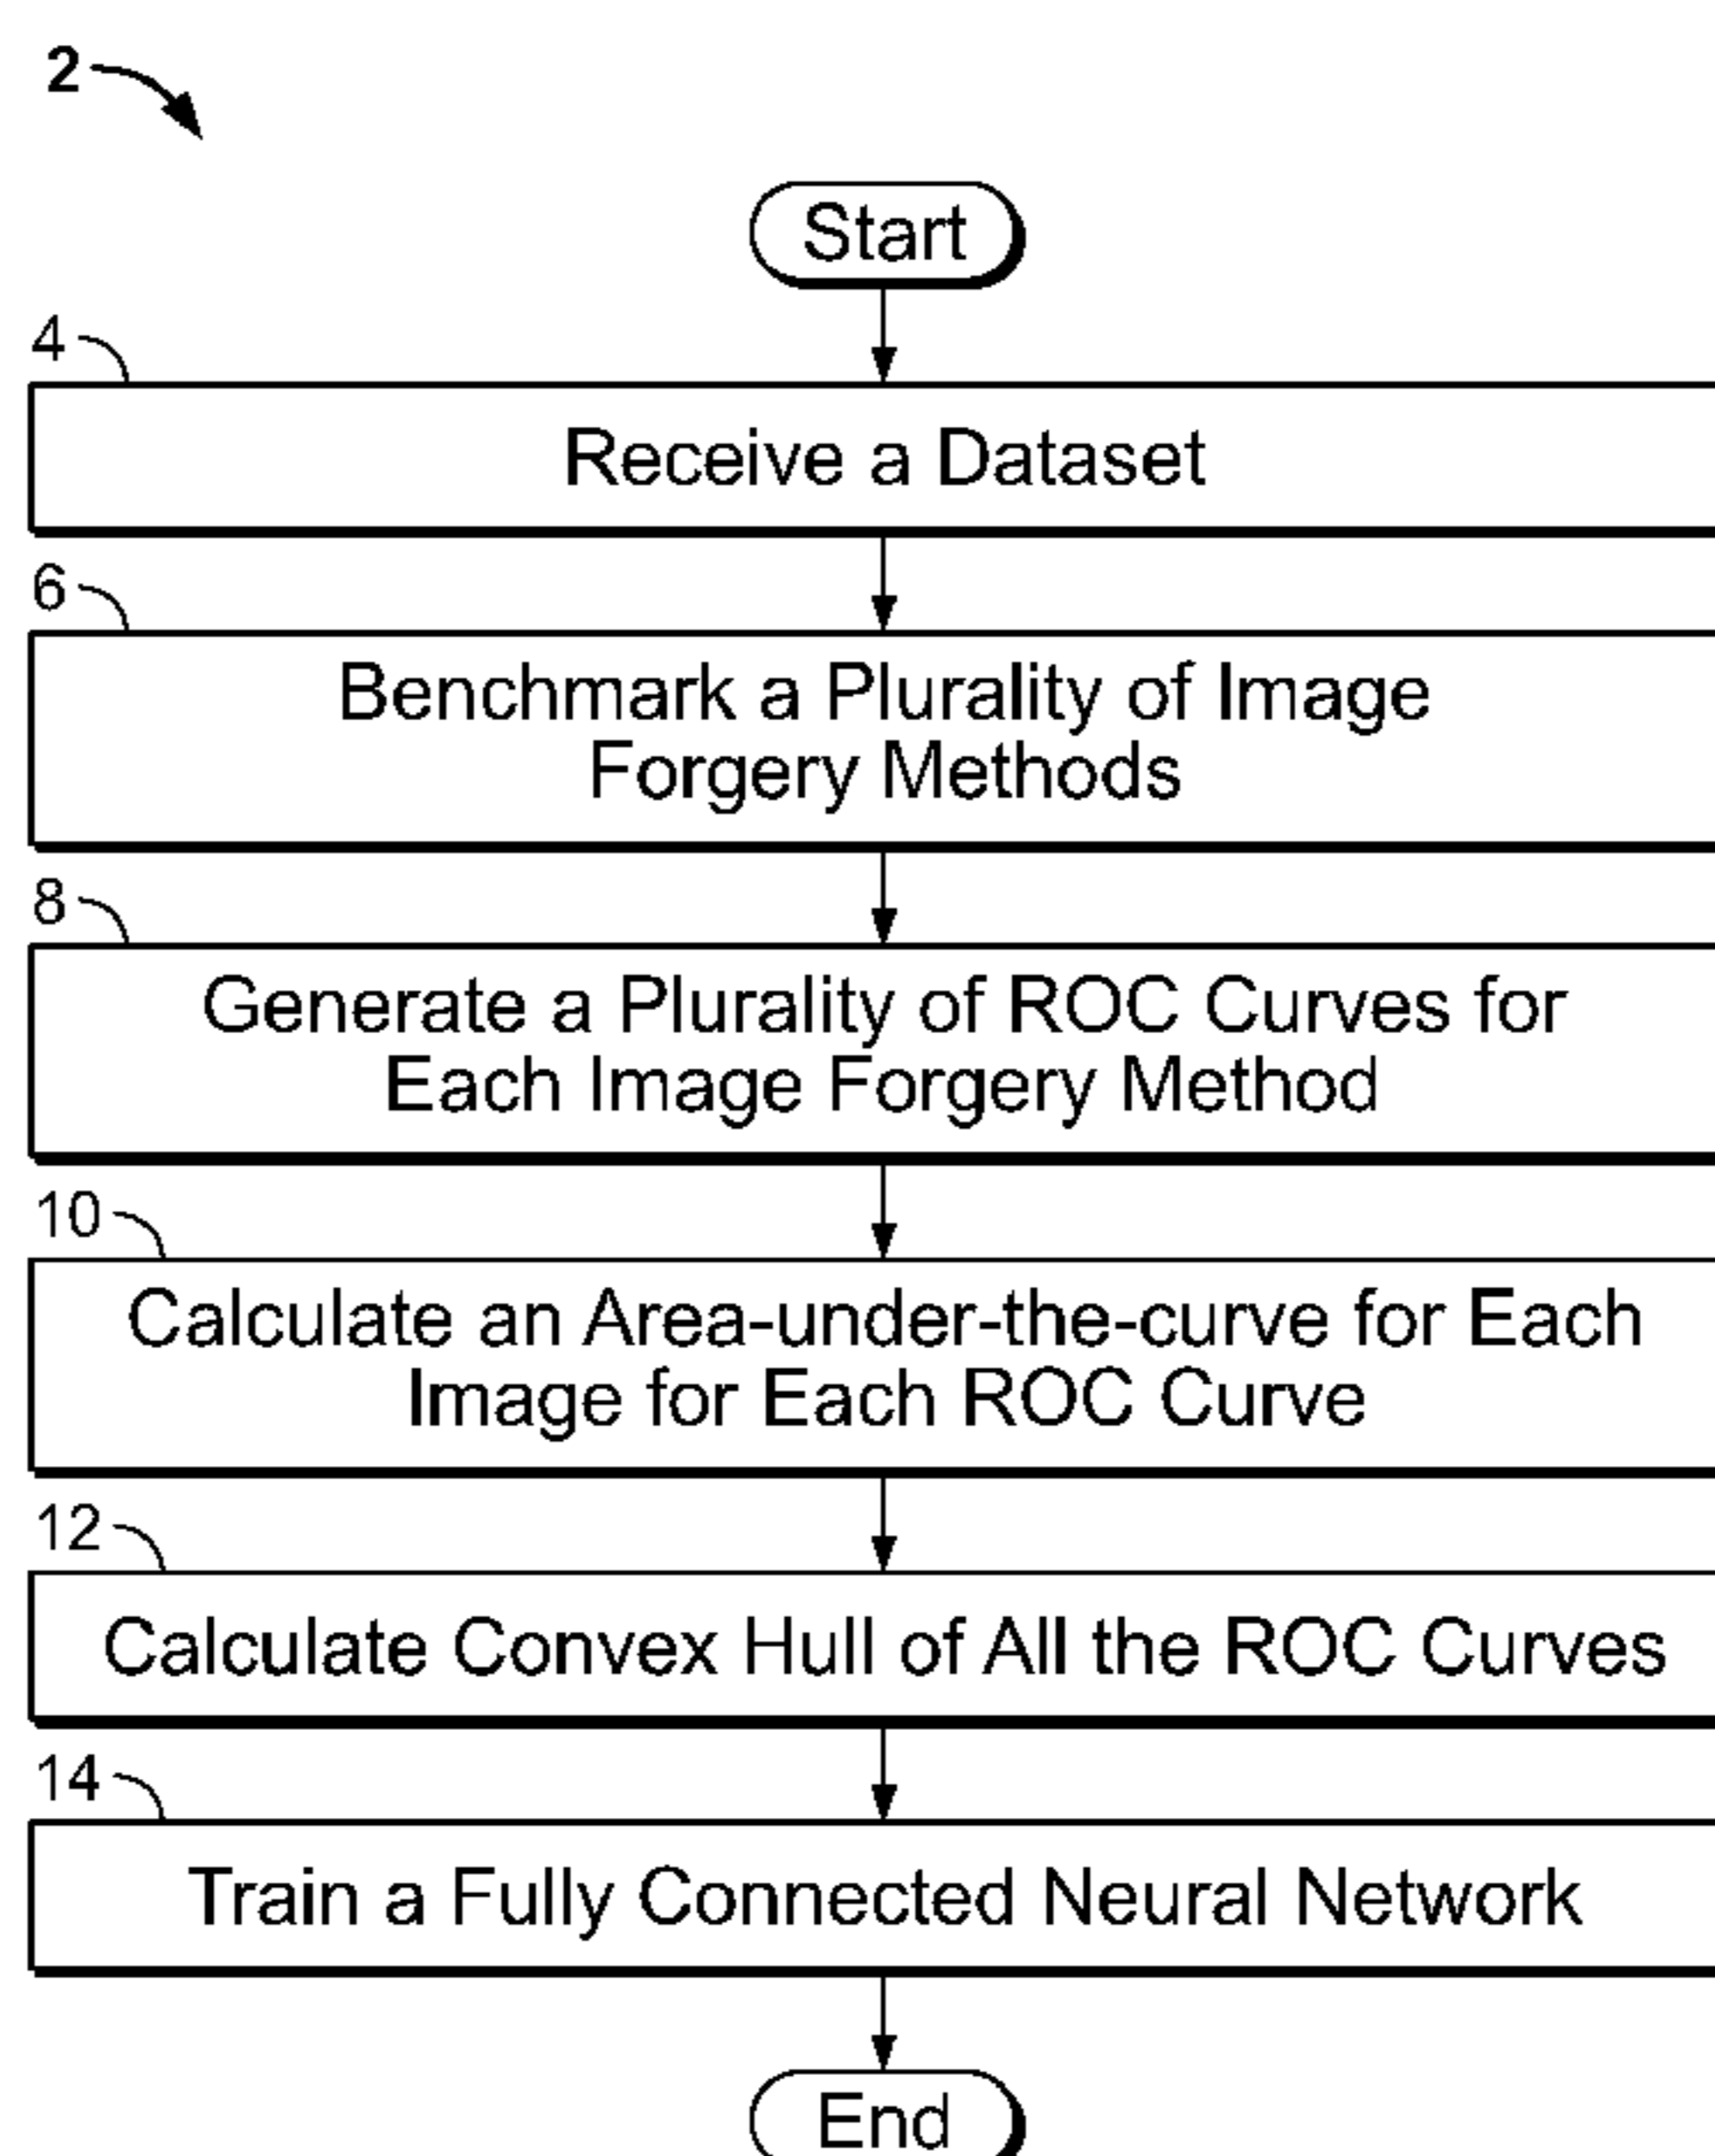 2
Start
4
Receive a Dataset
6
Benchmark a Plurality of Image
Forgery Methods
8
Generate a Plurality of ROC Curves for
Each Image Forgery Method
10
Calculate an Area-under-the-curve for Each
Image for Each ROC Curve
12
Calculate Convex Hull of All the ROC Curves
14
Train a Fully Connected Neural Network
End